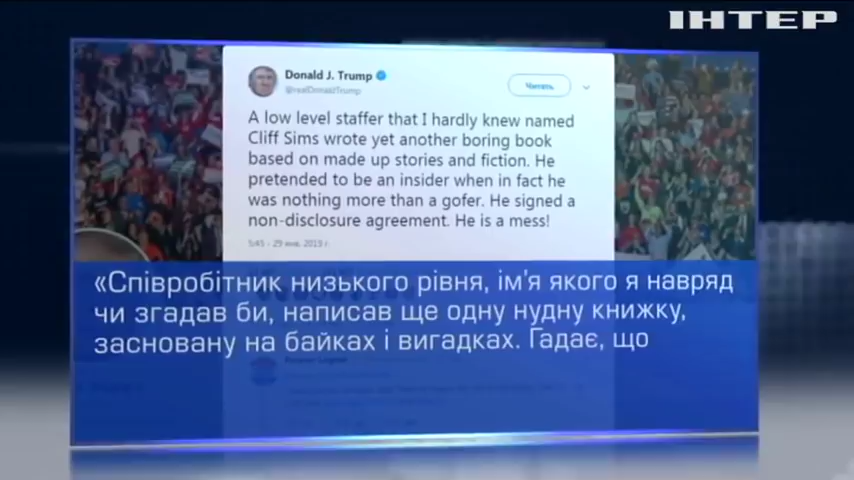 ІНТЕР
Donald J. Trump
@realDonaldTrump
Читать
A low level staffer that I hardly knew named
Cliff Sims wrote yet another boring book
based on made up stories and fiction. He
pretended to be an insider when in fact he
was nothing more than a gofer. He signed a
non-disclosure agreement. He is a mess!
5:45 - 29 янв. 2019 г.
«Співробітник низького рівня, ім'я якого я навряд
чи згадав би, написав ще одну нудну книжку,
засновану на байках і вигадках. Гадає, що